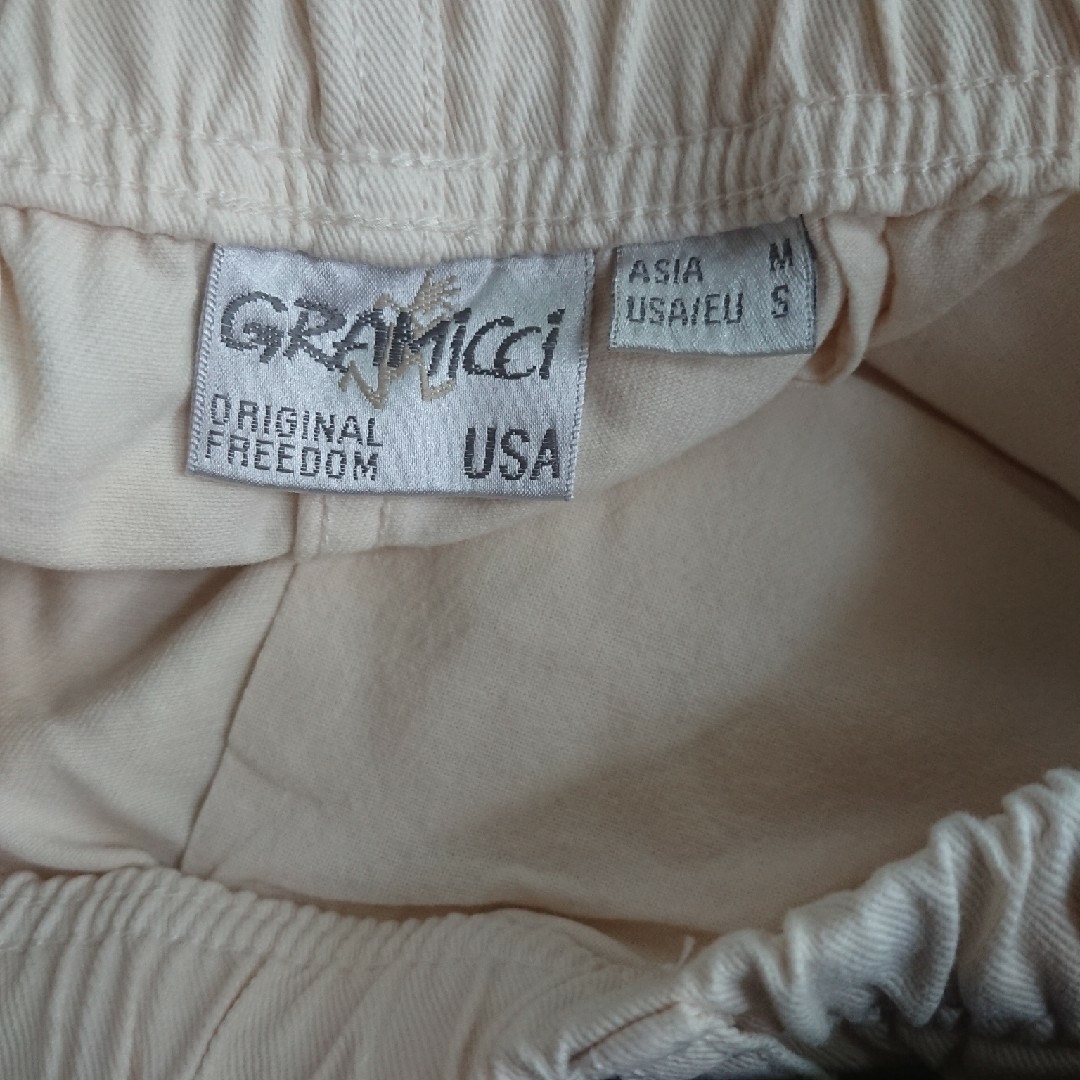 GRAMICCi
ORIGINAL
FREEDOM USA
ASIA M
USA/EU S